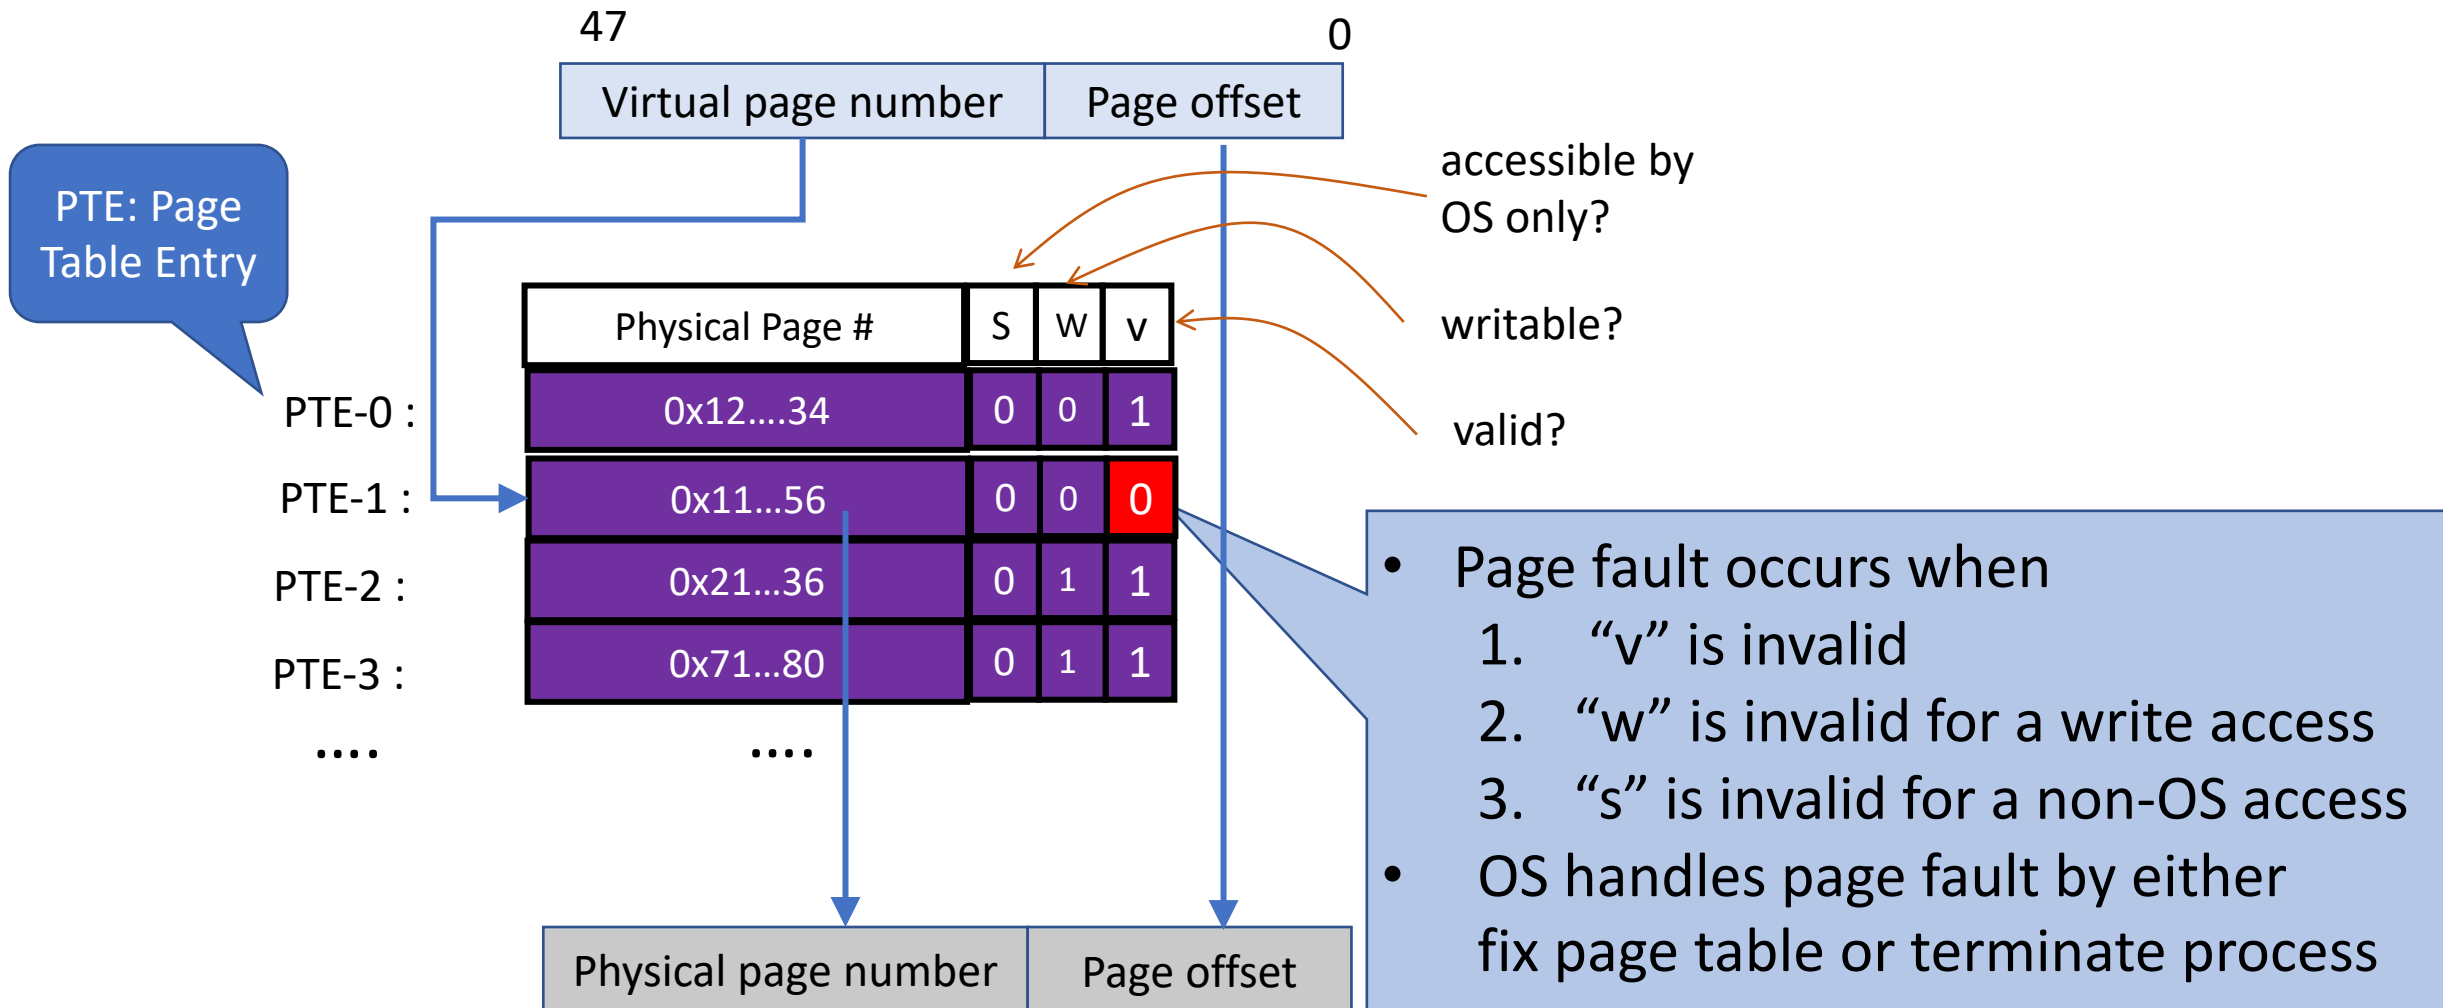 47 0
Virtual page number Page offset
PTE: Page
Table Entry
accessible by
OS only?
writable?
valid?
Physical Page # S W v
PTE-0 : 0x12....34 0 0 1
PTE-1 : 0x11...56 0 0 0
PTE-2 : 0x21...36 0 1 1
PTE-3 : 0x71...80 0 1 1
.... ....
• Page fault occurs when
1. “v” is invalid
2. “w” is invalid for a write access
3. “s” is invalid for a non-OS access
• OS handles page fault by either
fix page table or terminate process
Physical page number Page offset